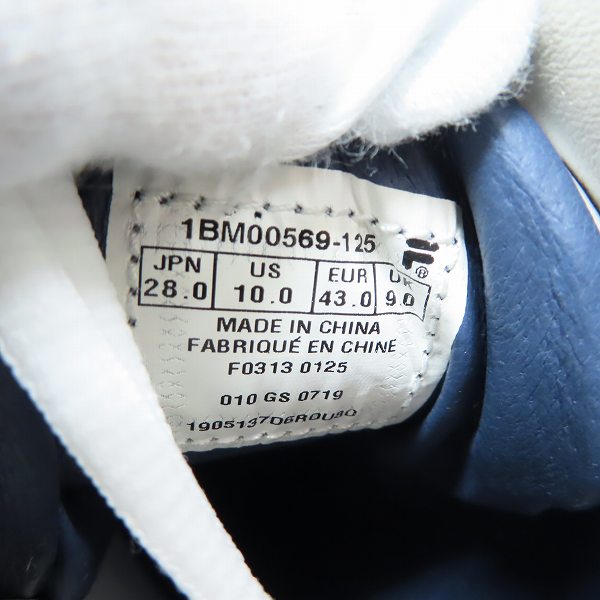 1BM00569-125
JPN US EUR UK
28.0 10.0 43.0 9.0
MADE IN CHINA
FABRIQUÉ EN CHINE
F0313 0125
010 GS 0719